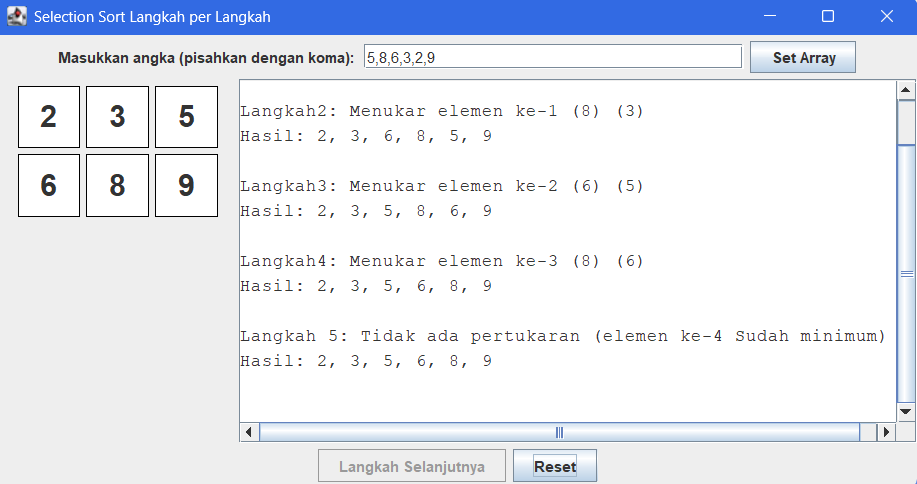 Selection Sort Langkah per Langkah
Masukkan angka (pisahkan dengan koma): 5,8,6,3,2,9 Set Array
2 3 5
6 8 9
Langkah2: Menukar elemen ke-1 (8) (3)
Hasil: 2, 3, 6, 8, 5, 9
Langkah3: Menukar elemen ke-2 (6) (5)
Hasil: 2, 3, 5, 8, 6, 9
Langkah4: Menukar elemen ke-3 (8) (6)
Hasil: 2, 3, 5, 6, 8, 9
Langkah 5: Tidak ada pertukaran (elemen ke-4 Sudah minimum)
Hasil: 2, 3, 5, 6, 8, 9
Langkah Selanjutnya Reset